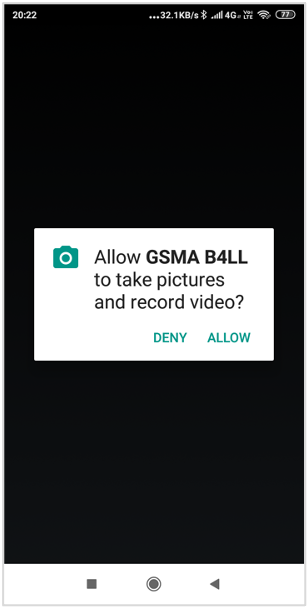 20:22 ...32.1KB/s 4G Vo) LTE 77
Allow GSMA B4LL
to take pictures
and record video?
DENY ALLOW